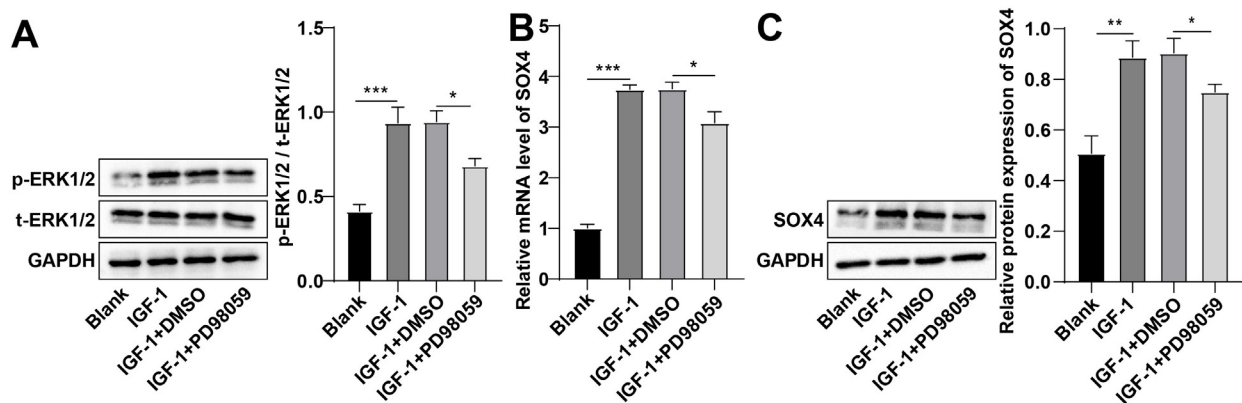 A
p-ERK1/2
t-ERK1/2
GAPDH
Blank
IGF-1
IGF-1+DMSO
IGF-1+PD98059
p-ERK1/2 / t-ERK1/2
1.5
1.0
0.5
0.0
***
*
Blank
IGF-1
IGF-1+DMSO
IGF-1+PD98059
B
Relative mRNA level of SOX4
5
4
3
2
1
0
***
*
Blank
IGF-1
IGF-1+DMSO
IGF-1+PD98059
C
SOX4
GAPDH
Blank
IGF-1
IGF-1+DMSO
IGF-1+PD98059
Relative protein expression of SOX4
1.0
0.8
0.6
0.4
0.2
0.0
**
*
Blank
IGF-1
IGF-1+DMSO
IGF-1+PD98059